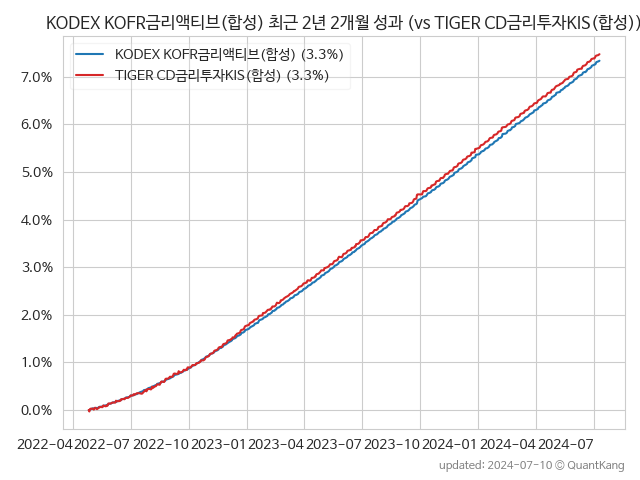 KODEX KOFR금리액티브(합성) 최근 2년 2개월 성과 (vs TIGER CD금리투자KIS(합성))
KODEX KOFR금리액티브(합성) (3.3%)
TIGER CD금리투자KIS(합성) (3.3%)
7.0%
6.0%
5.0%
4.0%
3.0%
2.0%
1.0%
0.0%
2022-04 2022-07 2022-10 2023-01 2023-04 2023-07 2023-10 2024-01 2024-04 2024-07
updated: 2024-07-10 © QuantKang